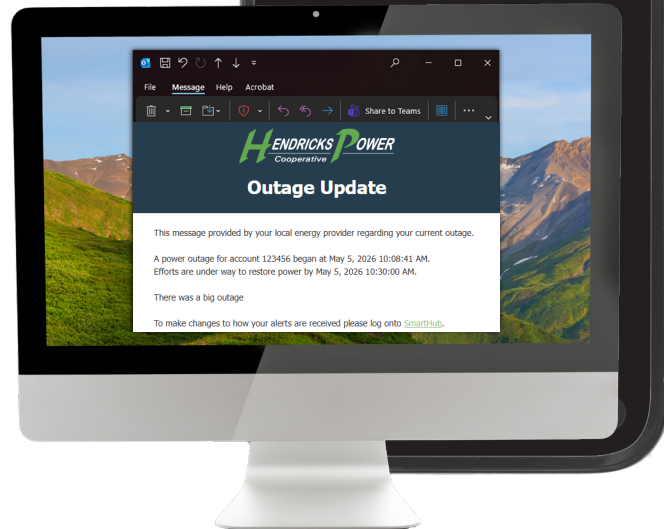 File Message Help Acrobat
Share to Teams
HENDRICKS POWER
Cooperative
Outage Update
This message provided by your local energy provider regarding your current outage.
A power outage for account 123456 began at May 5, 2026 10:08:41 AM.
Efforts are under way to restore power by May 5, 2026 10:30:00 AM.
There was a big outage
To make changes to how your alerts are received please log onto SmartHub.